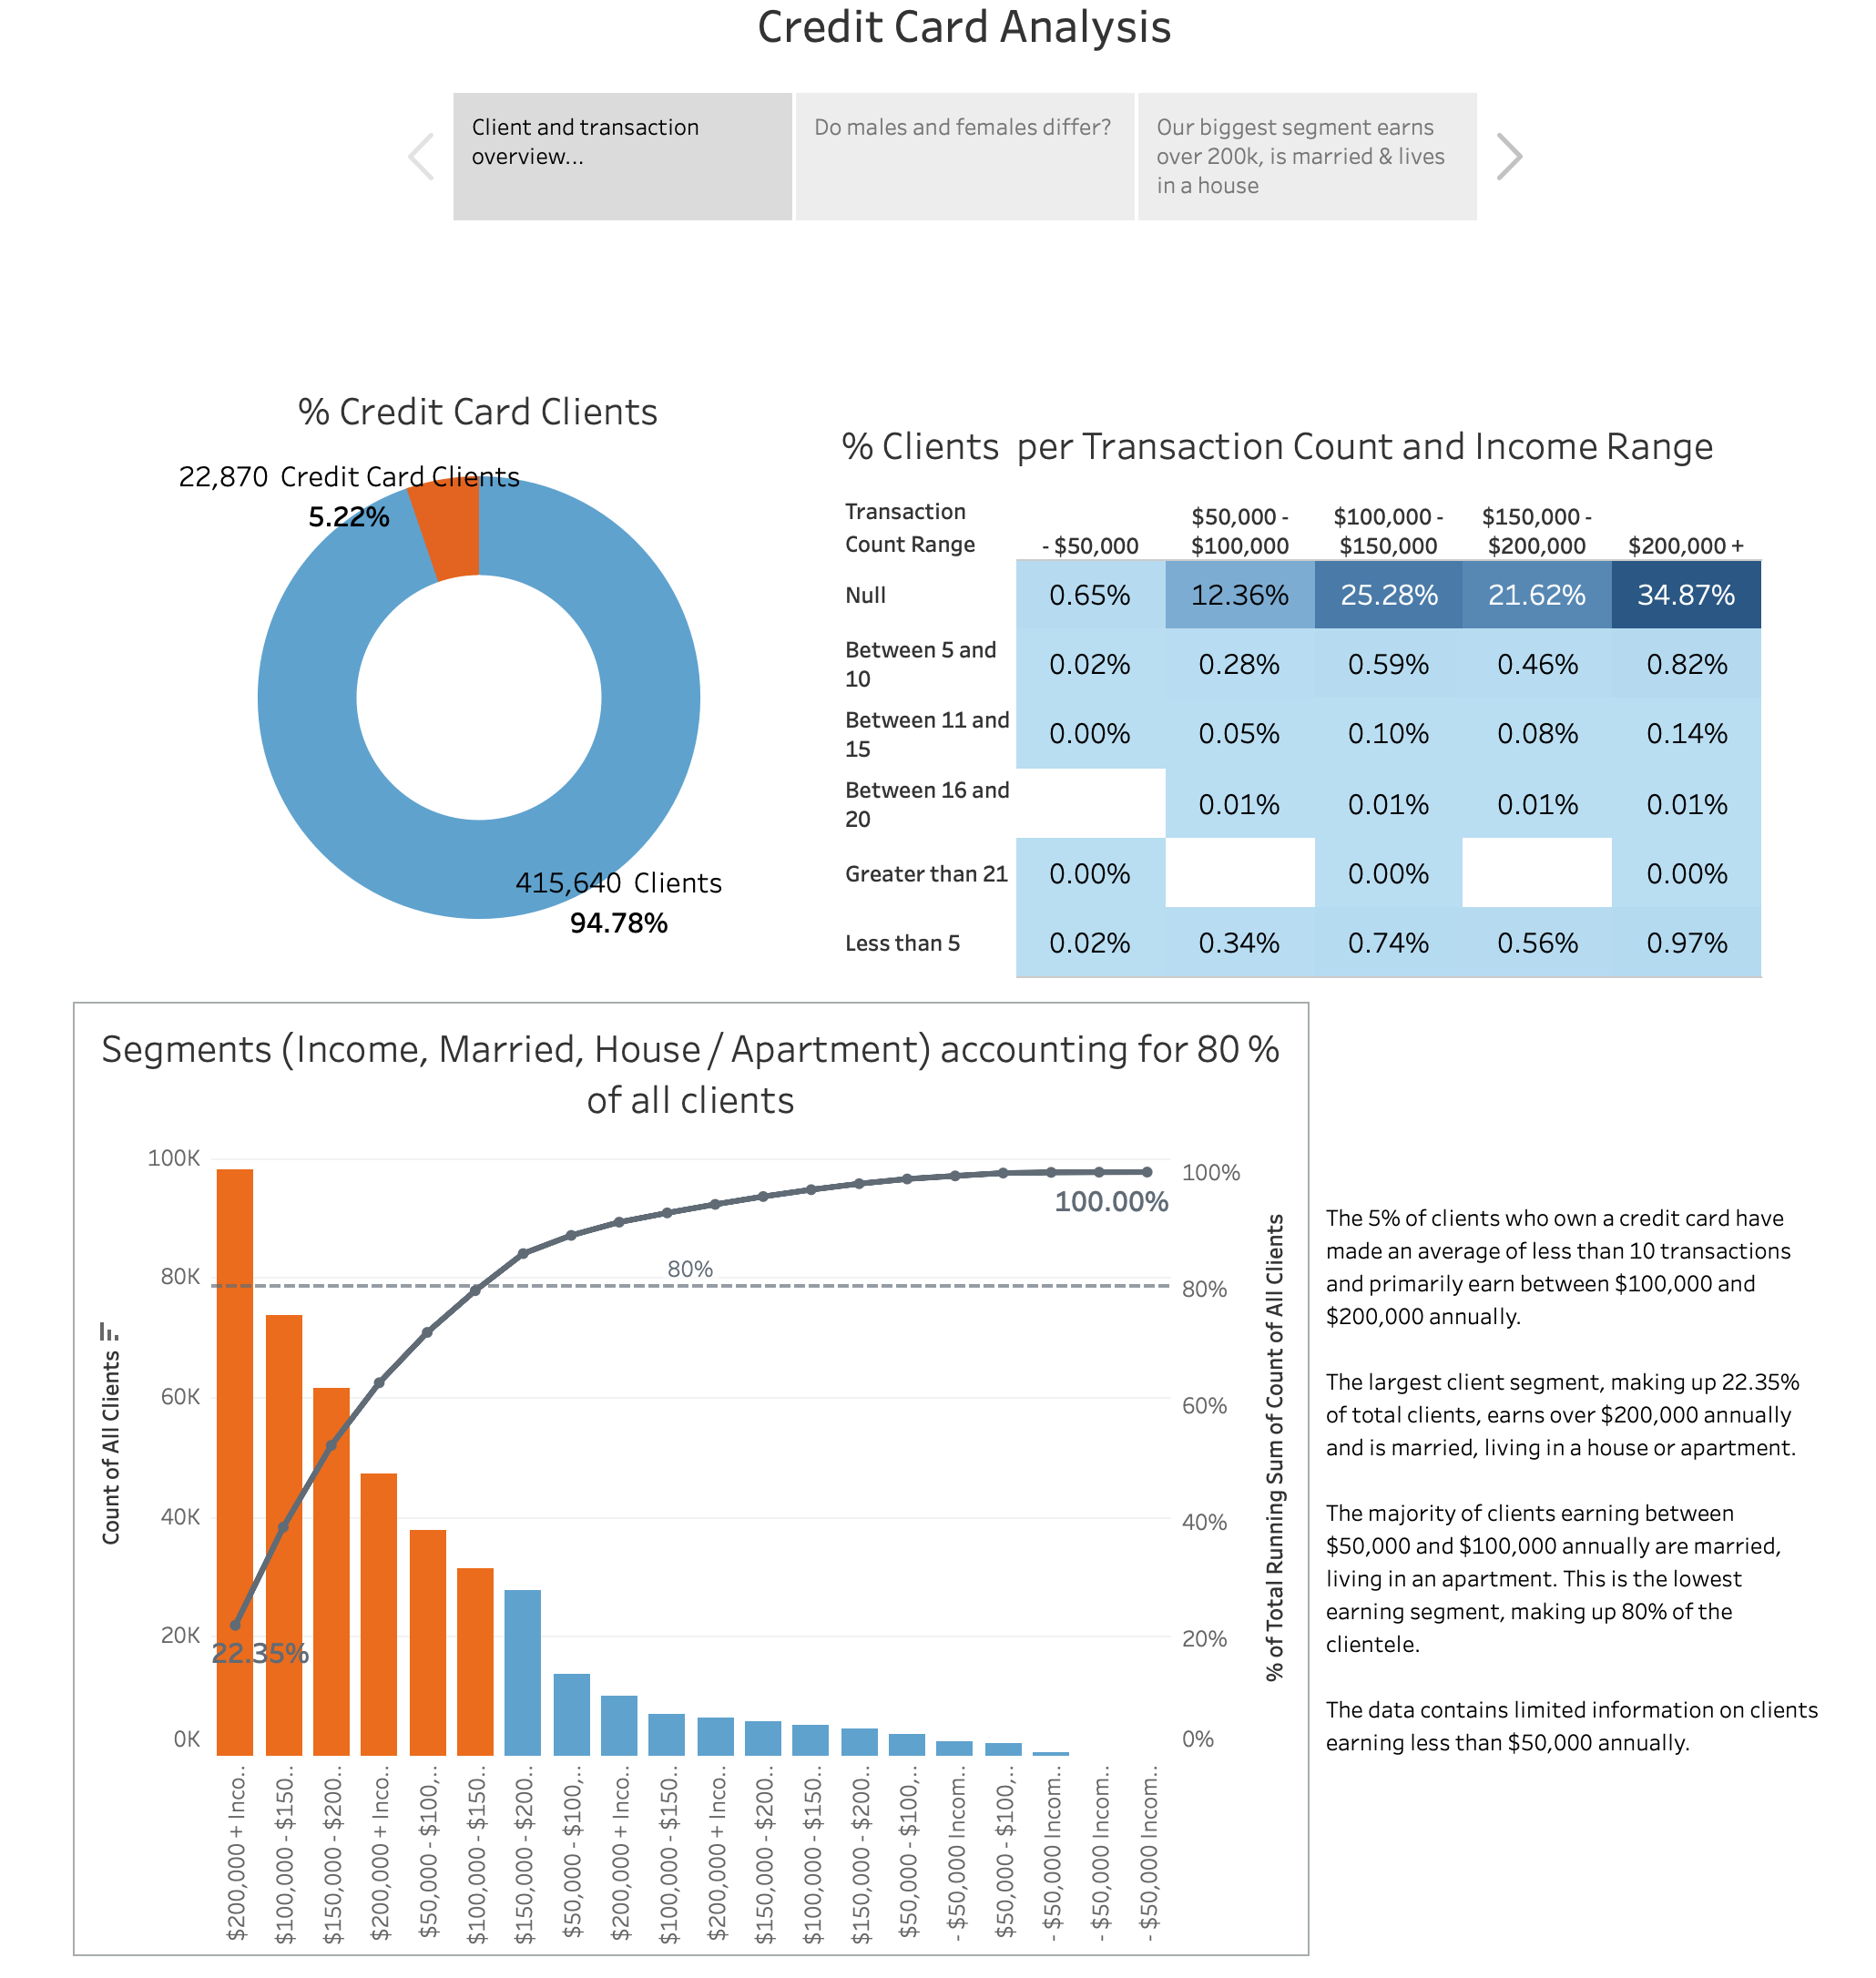 Credit Card Analysis
Client and transaction
overview...
Do males and females differ?
Our biggest segment earns
over 200k, is married & lives
in a house
% Credit Card Clients
22,870 Credit Card Clients
5.22%
415,640 Clients
94.78%
% Clients per Transaction Count and Income Range
Transaction
Count Range
- $50,000
$50,000 -
$100,000
$100,000 -
$150,000
$150,000 -
$200,000
$200,000 +
Null
0.65% 12.36% 25.28% 21.62% 34.87%
Between 5 and
10
0.02% 0.28% 0.59% 0.46% 0.82%
Between 11 and
15
0.00% 0.05% 0.10% 0.08% 0.14%
Between 16 and
20
0.01% 0.01% 0.01% 0.01%
Greater than 21
0.00% 0.00% 0.00%
Less than 5
0.02% 0.34% 0.74% 0.56% 0.97%
Segments (Income, Married, House / Apartment) accounting for 80 %
of all clients
Count of All Clients
100K
80K
60K
40K
20K
0K
22.35%
80%
100.00%
100%
80%
60%
40%
20%
0%
% of Total Running Sum of Count of All Clients
$200,000 + Inco..
$100,000 - $150..
$150,000 - $200..
$200,000 + Inco..
$50,000 - $100,..
$100,000 - $150..
$150,000 - $200..
$50,000 - $100,..
$200,000 + Inco..
$100,000 - $150..
$200,000 + Inco..
$150,000 - $200..
$100,000 - $150..
$150,000 - $200..
$50,000 - $100,..
- $50,000 Incom..
$50,000 - $100,..
- $50,000 Incom..
- $50,000 Incom..
- $50,000 Incom..
The 5% of clients who own a credit card have
made an average of less than 10 transactions
and primarily earn between $100,000 and
$200,000 annually.
The largest client segment, making up 22.35%
of total clients, earns over $200,000 annually
and is married, living in a house or apartment.
The majority of clients earning between
$50,000 and $100,000 annually are married,
living in an apartment. This is the lowest
earning segment, making up 80% of the
clientele.
The data contains limited information on clients
earning less than $50,000 annually.